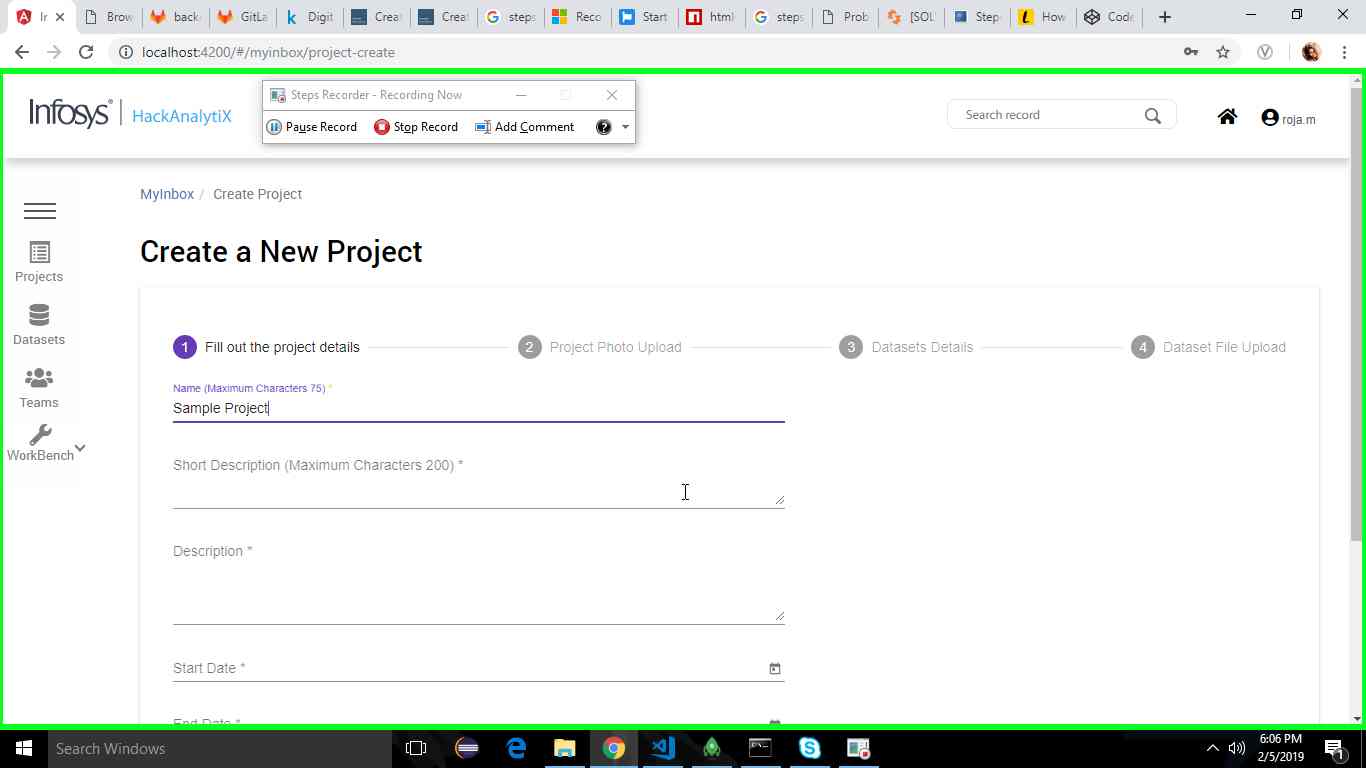 Ir
Brow
back
GitLa
Digit
Creat
Creat
steps
Reco
Start
html
steps
Prob
[SOL
Step
How
Code
localhost:4200/#/myinbox/project-create
Infosys | HackAnalytiX
Steps Recorder - Recording Now
Pause Record Stop Record Add Comment
Search record
roja.m
MyInbox / Create Project
Create a New Project
Projects
Datasets
Teams
WorkBench
1 Fill out the project details
2 Project Photo Upload
3 Datasets Details
4 Dataset File Upload
Name (Maximum Characters 75) *
Sample Project
Short Description (Maximum Characters 200) *
Description *
Start Date *
End Date *
Search Windows
6:06 PM
2/5/2019
1